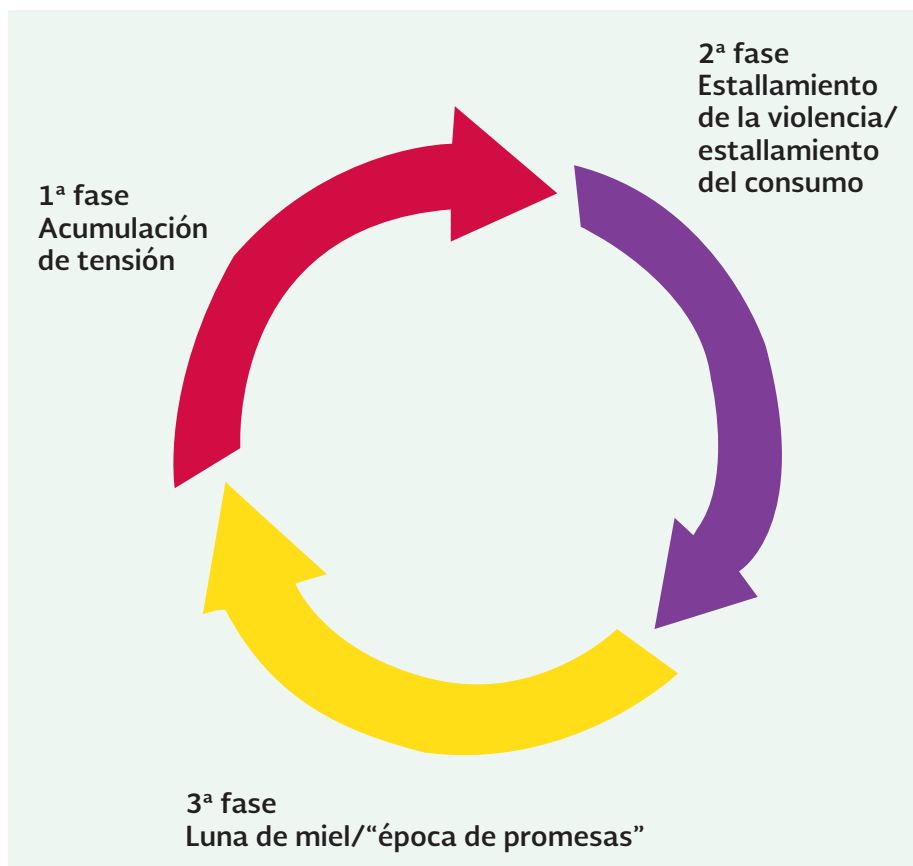 1ª fase
Acumulación
de tensión
2ª fase
Estallamiento
de la violencia/
estallamiento
del consumo
3ª fase
Luna de miel/“época de promesas”